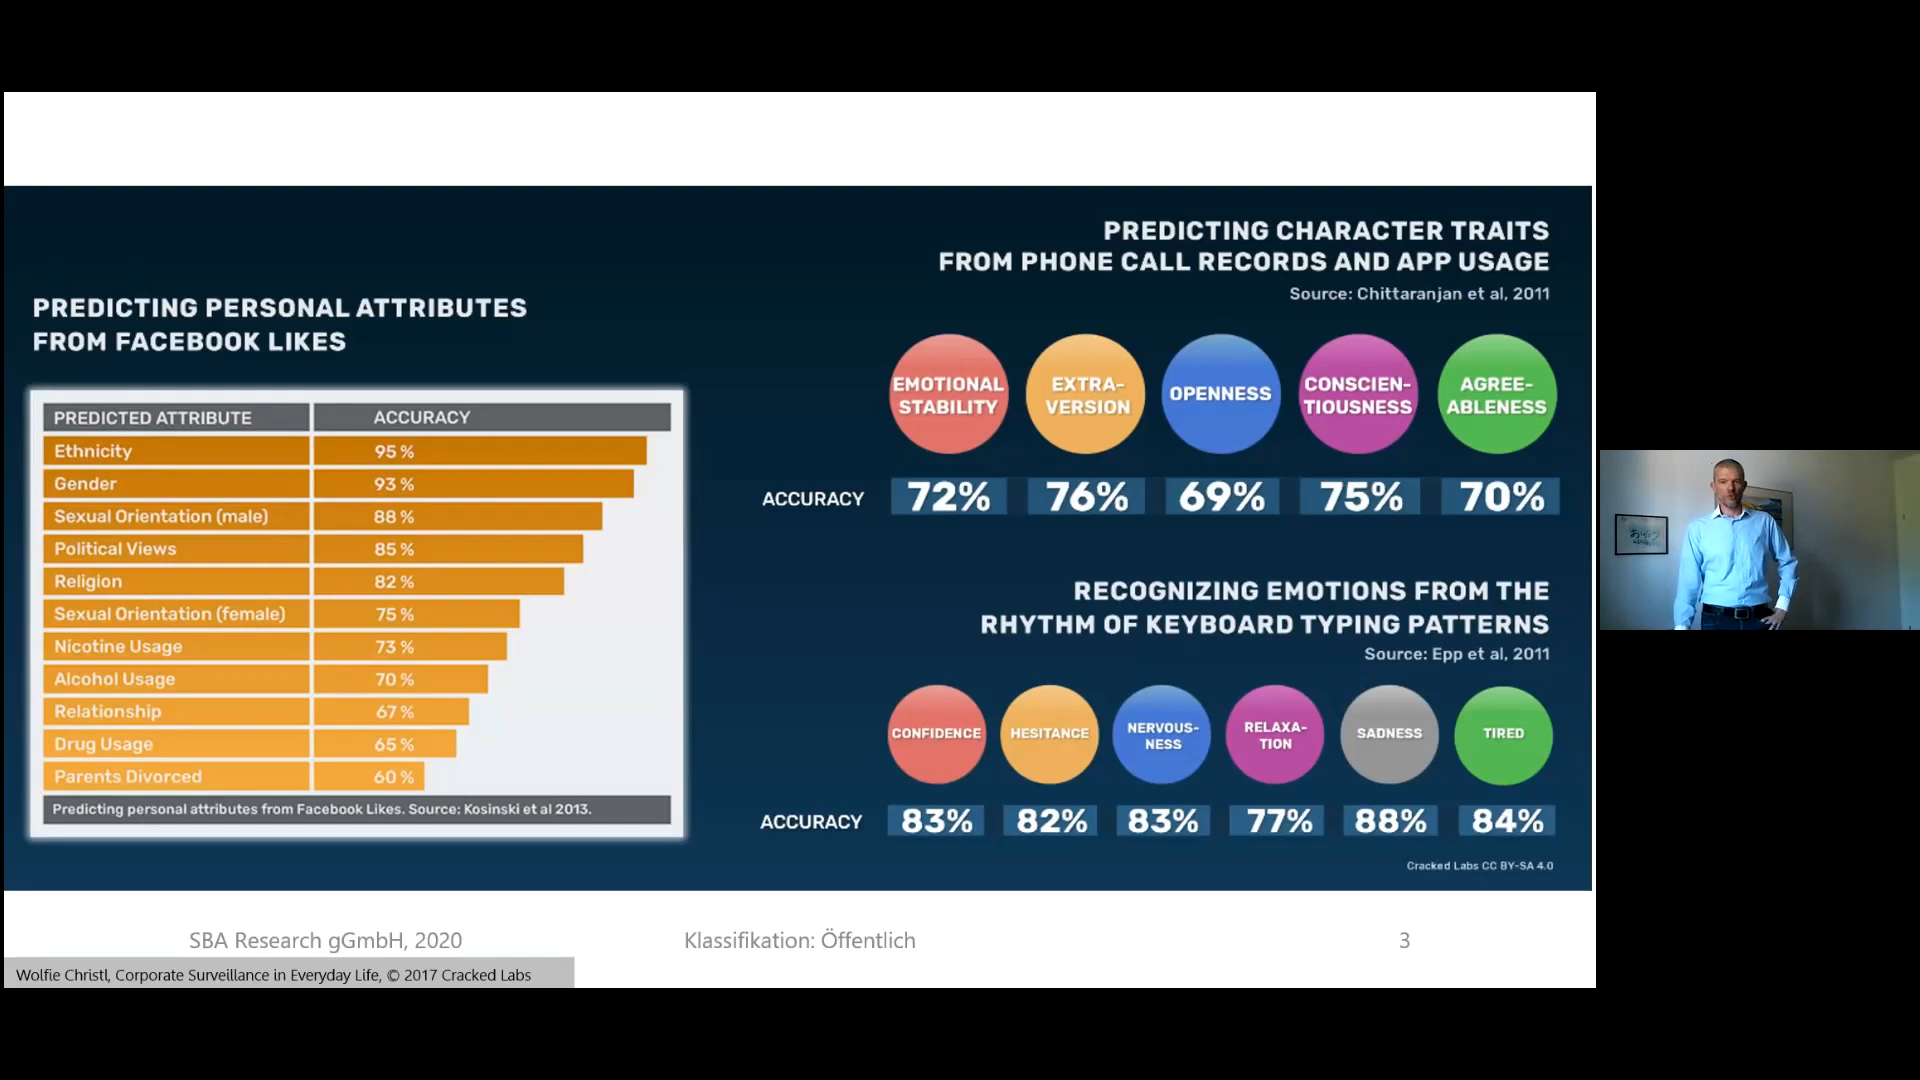 PREDICTING PERSONAL ATTRIBUTES
FROM FACEBOOK LIKES
PREDICTED ATTRIBUTE ACCURACY
Ethnicity 95 %
Gender 93 %
Sexual Orientation (male) 88 %
Political Views 85 %
Religion 82 %
Sexual Orientation (female) 75 %
Nicotine Usage 73 %
Alcohol Usage 70 %
Relationship 67 %
Drug Usage 65 %
Parents Divorced 60 %
Predicting personal attributes from Facebook Likes. Source: Kosinski et al 2013.
PREDICTING CHARACTER TRAITS
FROM PHONE CALL RECORDS AND APP USAGE
Source: Chittaranjan et al, 2011
EMOTIONAL
STABILITY
EXTRA-
VERSION
OPENNESS
CONSCIEN-
TIOUSNESS
AGREE-
ABLENESS
ACCURACY 72% 76% 69% 75% 70%
RECOGNIZING EMOTIONS FROM THE
RHYTHM OF KEYBOARD TYPING PATTERNS
Source: Epp et al, 2011
CONFIDENCE
HESITANCE
NERVOUS-
NESS
RELAXA-
TION
SADNESS
TIRED
ACCURACY 83% 82% 83% 77% 88% 84%
Cracked Labs CC BY-SA 4.0
SBA Research gGmbH, 2020 Klassifikation: Öffentlich 3
Wolfie Christl, Corporate Surveillance in Everyday Life, © 2017 Cracked Labs